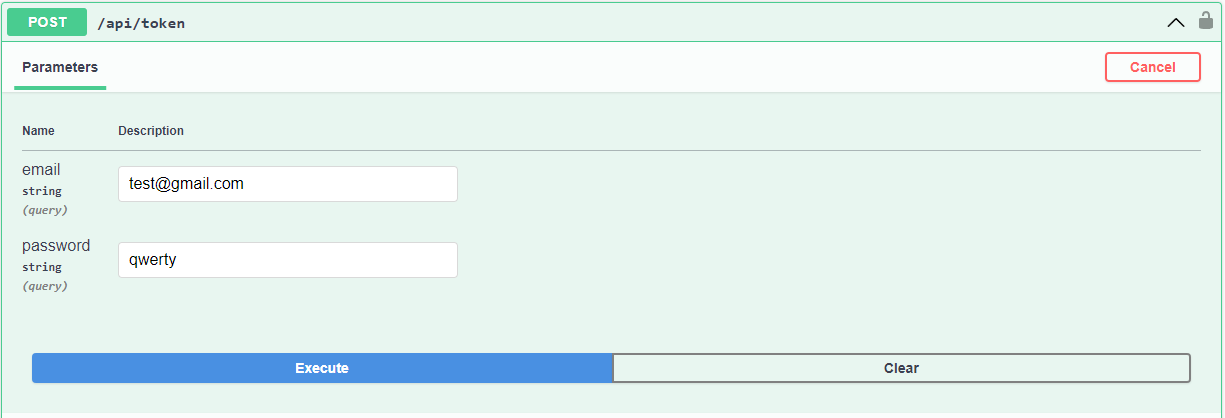 POST /api/token
Parameters Cancel
Name Description
email
string
(query)
test@gmail.com
password
string
(query)
qwerty
Execute Clear